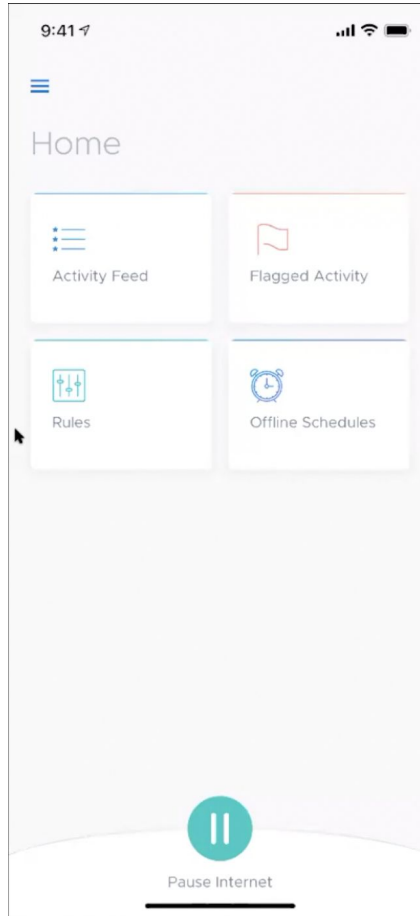 9:41
Home
Activity Feed
Flagged Activity
Rules
Offline Schedules
Pause Internet